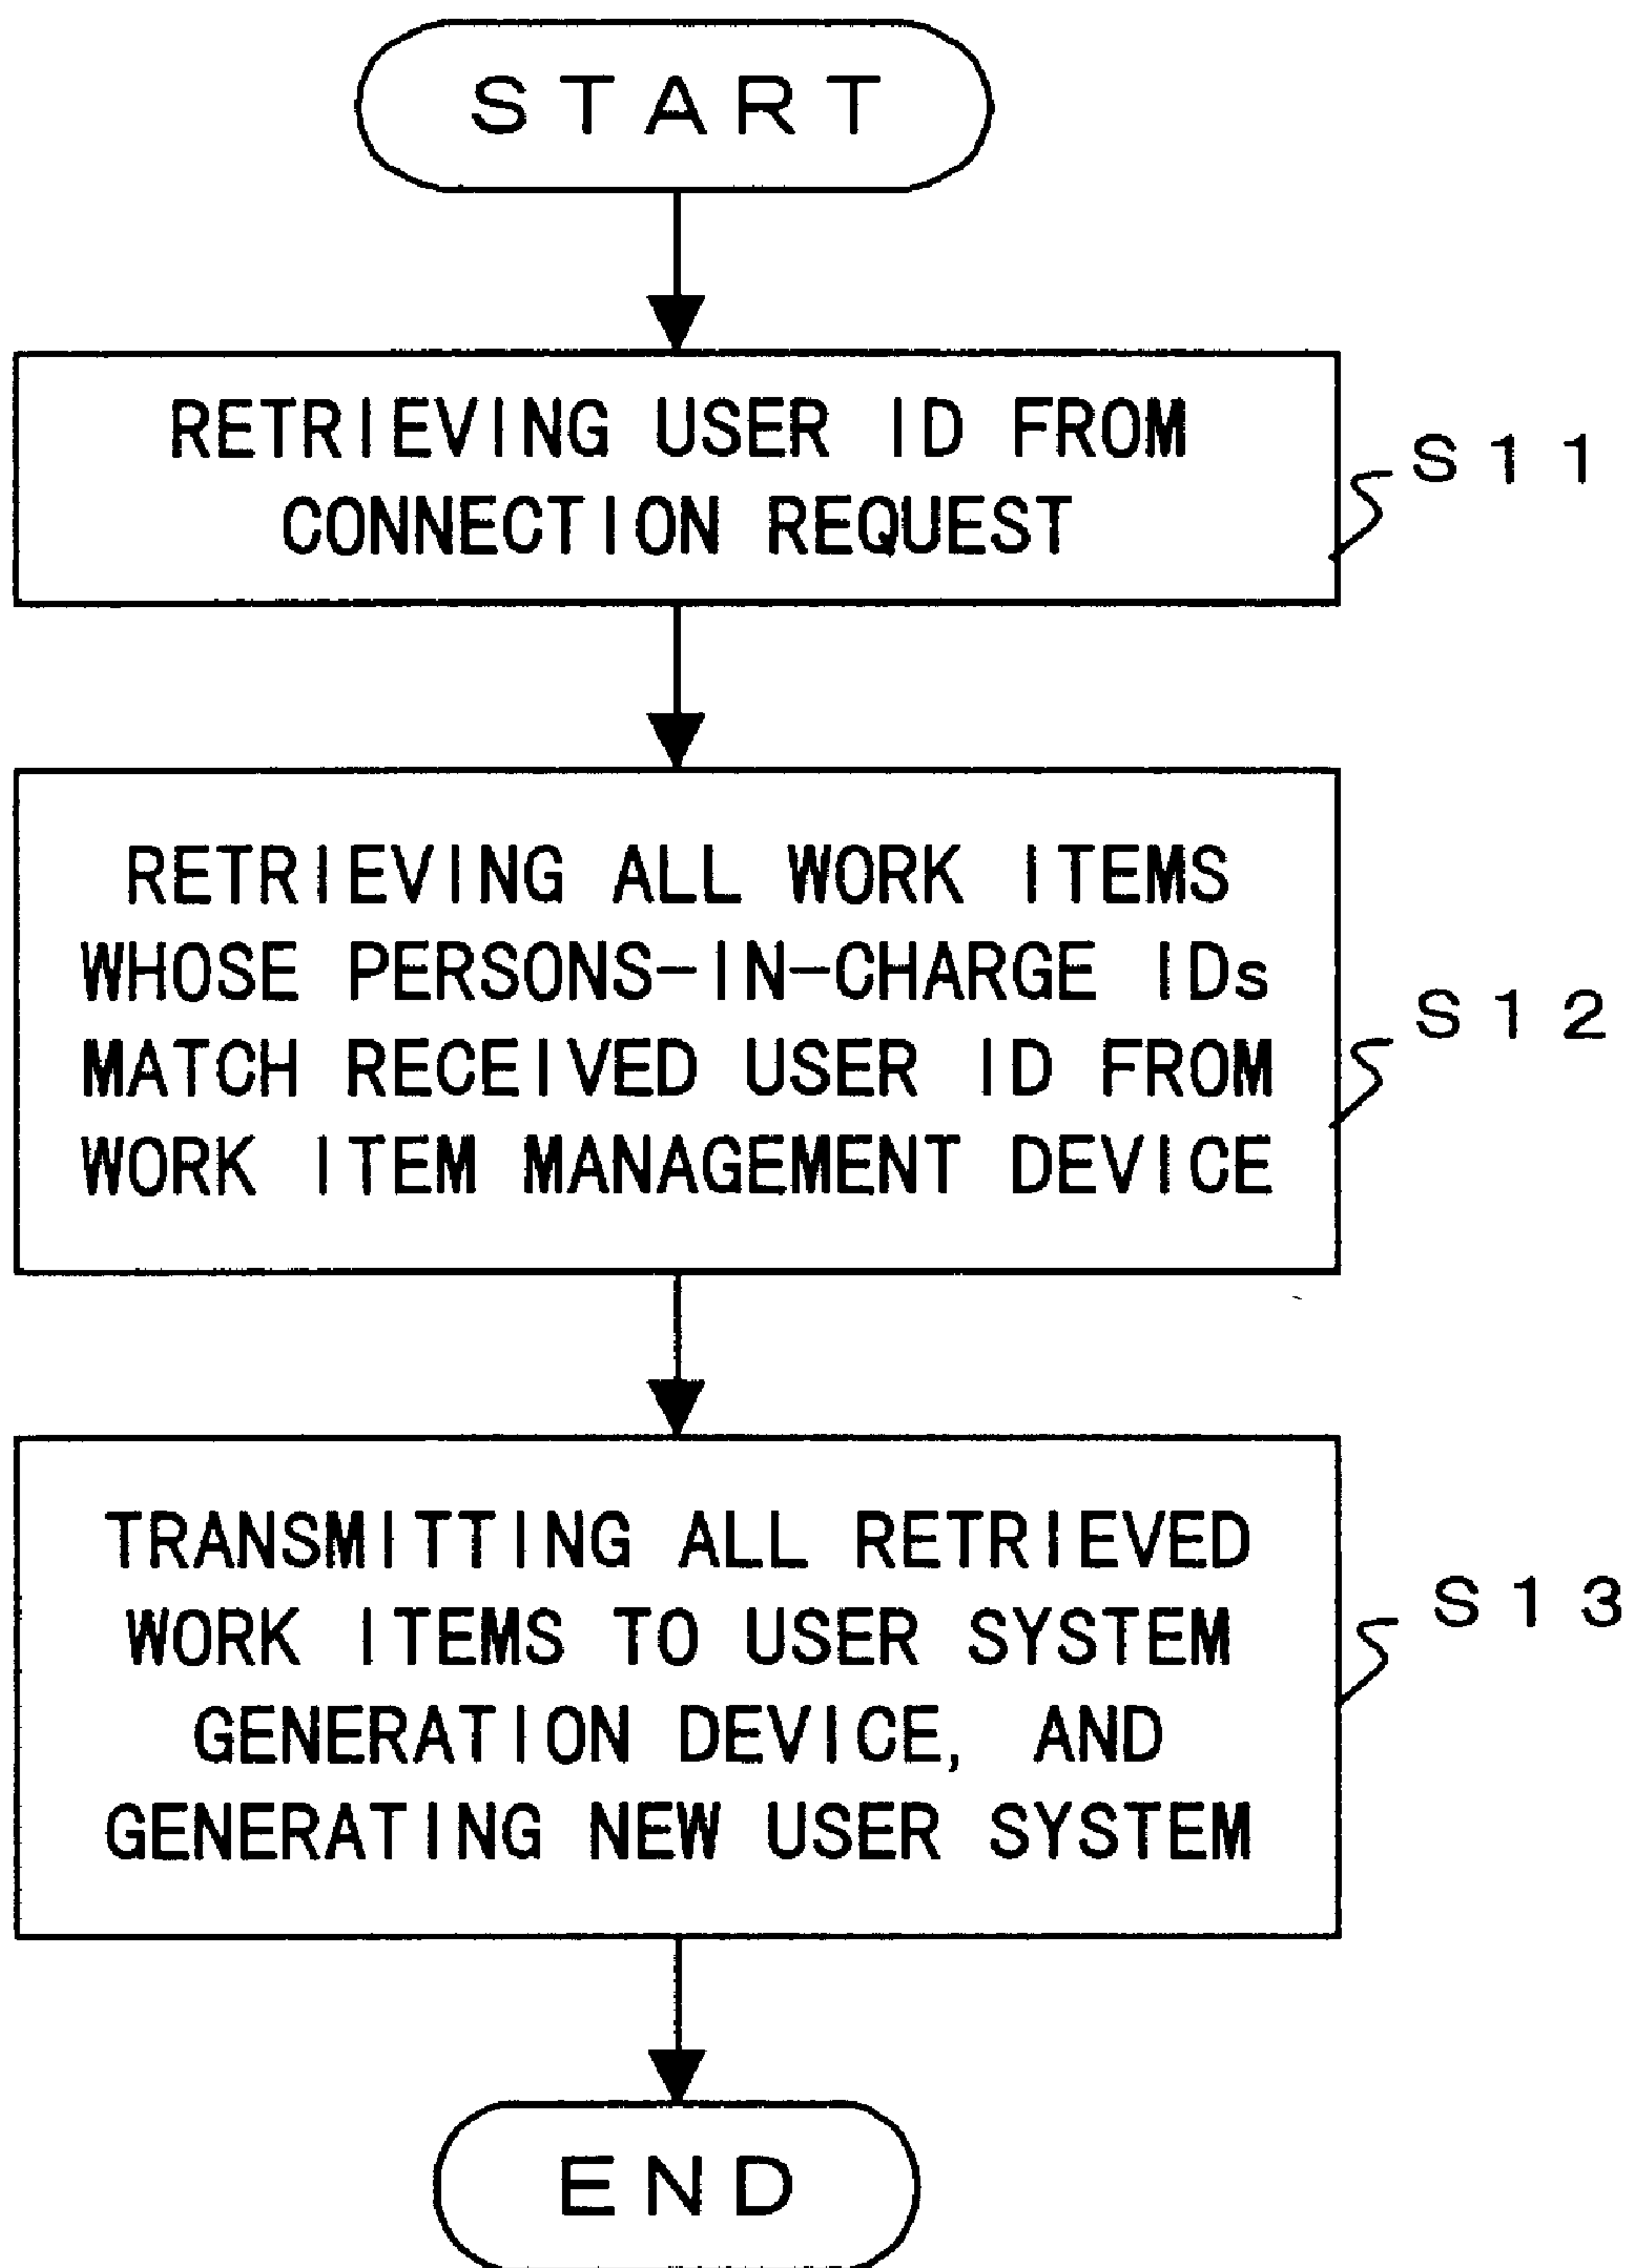 START
RETRIEVING USER ID FROM
CONNECTION REQUEST
S11
RETRIEVING ALL WORK ITEMS
WHOSE PERSONS-IN-CHARGE IDs
MATCH RECEIVED USER ID FROM
WORK ITEM MANAGEMENT DEVICE
S12
TRANSMITTING ALL RETRIEVED
WORK ITEMS TO USER SYSTEM
GENERATION DEVICE, AND
GENERATING NEW USER SYSTEM
S13
END